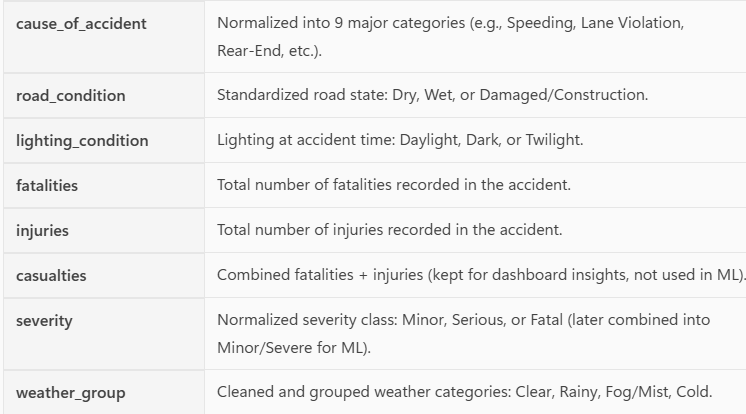 cause_of_accident
Normalized into 9 major categories (e.g., Speeding, Lane Violation,
Rear-End, etc.).
road_condition
Standardized road state: Dry, Wet, or Damaged/Construction.
lighting_condition
Lighting at accident time: Daylight, Dark, or Twilight.
fatalities
Total number of fatalities recorded in the accident.
injuries
Total number of injuries recorded in the accident.
casualties
Combined fatalities + injuries (kept for dashboard insights, not used in ML).
severity
Normalized severity class: Minor, Serious, or Fatal (later combined into
Minor/Severe for ML).
weather_group
Cleaned and grouped weather categories: Clear, Rainy, Fog/Mist, Cold.